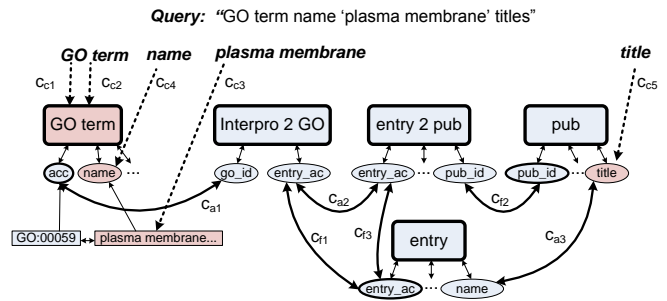 Query: “GO term name ‘plasma membrane’ titles”
GO term name plasma membrane title
cc1 cc2 cc4 cc3 cc5
GO term Interpro 2 GO entry 2 pub pub
acc name ... go_id entry_ac entry_ac ... pub_id pub_id ... title
ca1 ca2 cf2
GO:00059 plasma membrane... cf1 cf3 entry ca3
entry_ac ... name